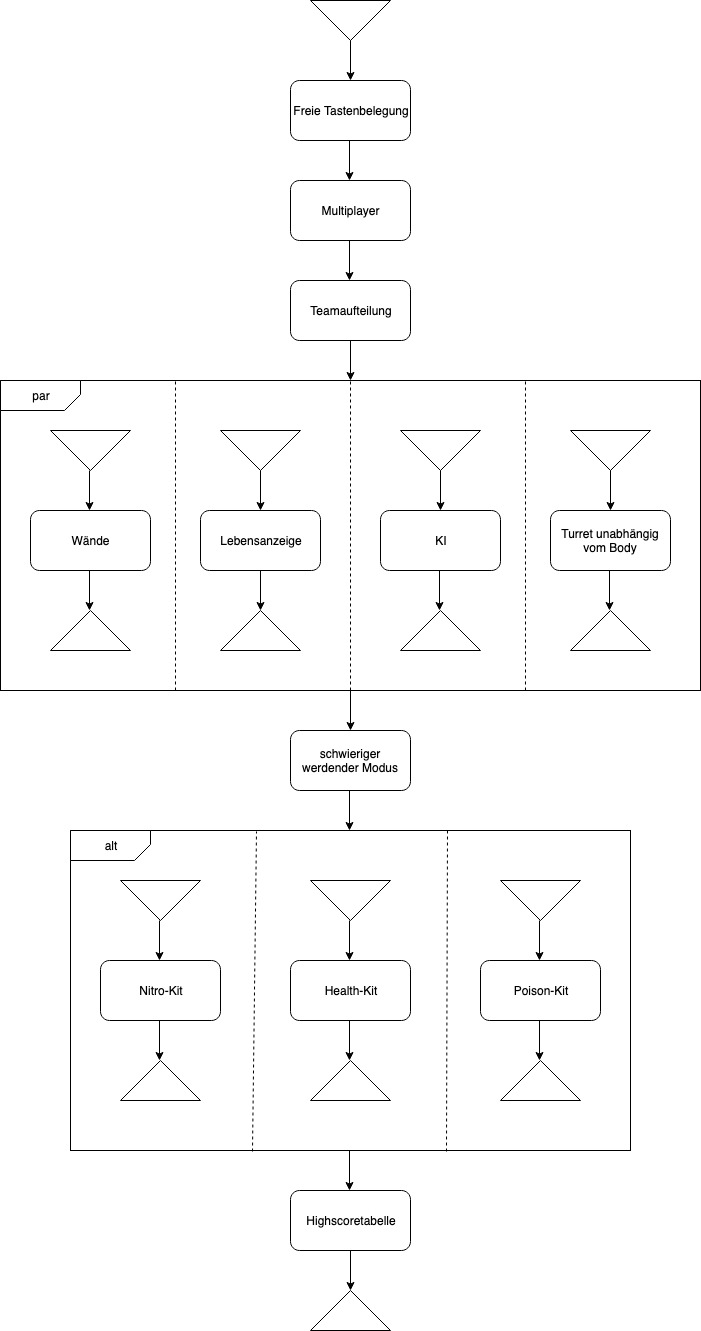 Freie Tastenbelegung
Multiplayer
Teamaufteilung
par
Wände
Lebensanzeige
KI
Turret unabhängig
vom Body
schwieriger
werdender Modus
alt
Nitro-Kit
Health-Kit
Poison-Kit
Highscoretabelle